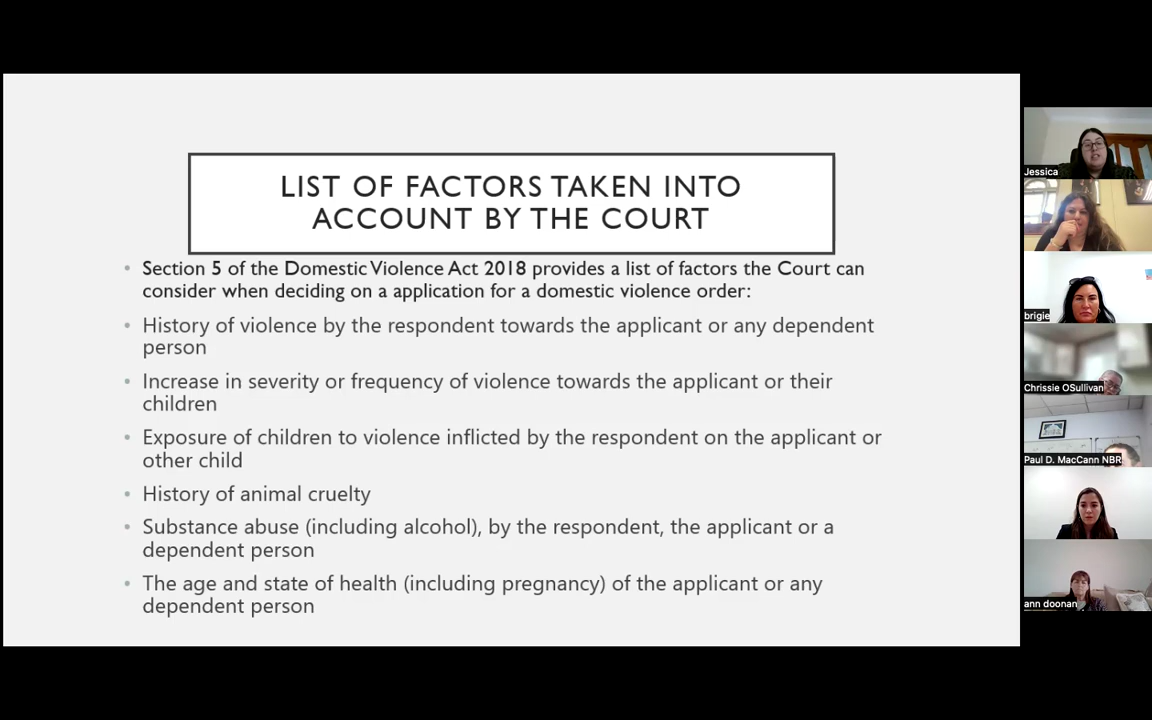 LIST OF FACTORS TAKEN INTO
ACCOUNT BY THE COURT
• Section 5 of the Domestic Violence Act 2018 provides a list of factors the Court can
consider when deciding on a application for a domestic violence order:
• History of violence by the respondent towards the applicant or any dependent
person
• Increase in severity or frequency of violence towards the applicant or their
children
• Exposure of children to violence inflicted by the respondent on the applicant or
other child
• History of animal cruelty
• Substance abuse (including alcohol), by the respondent, the applicant or a
dependent person
• The age and state of health (including pregnancy) of the applicant or any
dependent person
Jessica
brigie
Chrissie OSullivan
Paul D. MacCann NBR
ann doonan